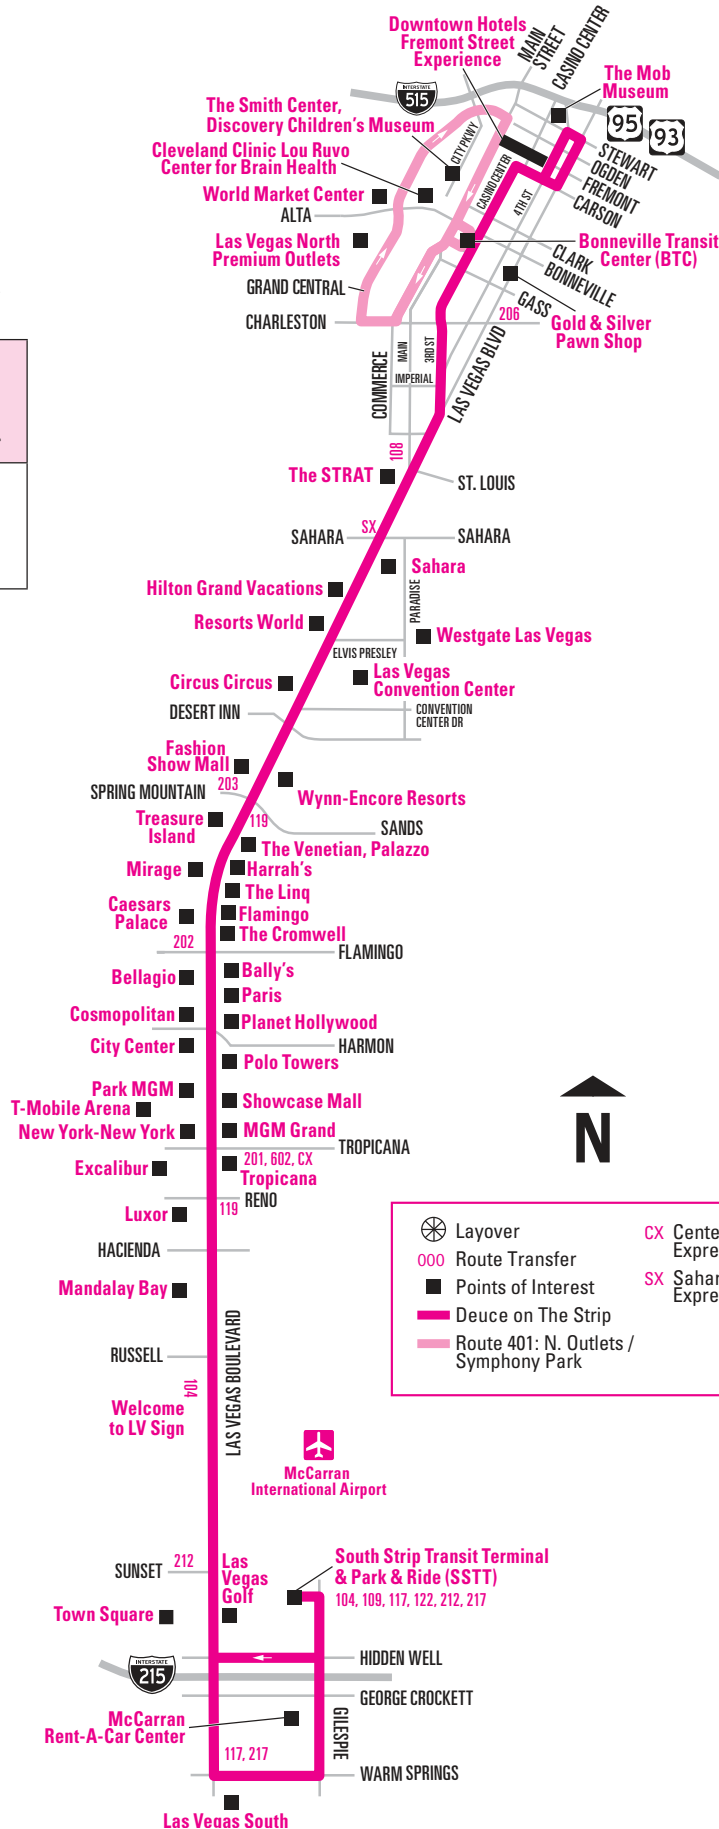 Downtown Hotels
Fremont Street
Experience
MAIN
STREET
CASINO CENTER
The Mob
Museum
INTERSTATE
515
95
93
The Smith Center,
Discovery Children's Museum
CITY PKWY
Cleveland Clinic Lou Ruvo
Center for Brain Health
STEWART
OGDEN
FREMONT
CARSON
CASINO CENTER
4TH ST
World Market Center
ALTA
Las Vegas North
Premium Outlets
Bonneville Transit
Center (BTC)
CLARK
BONNEVILLE
GASS
GRAND CENTRAL
CHARLESTON
206
Gold & Silver
Pawn Shop
COMMERCE
MAIN
3RD ST
IMPERIAL
LAS VEGAS BLVD
108
The STRAT
ST. LOUIS
SAHARA
SX
SAHARA
Sahara
Hilton Grand Vacations
PARADISE
Resorts World
Westgate Las Vegas
ELVIS PRESLEY
Las Vegas
Convention Center
Circus Circus
DESERT INN
CONVENTION
CENTER DR
Fashion
Show Mall
203
SPRING MOUNTAIN
Wynn-Encore Resorts
Treasure
Island
119
SANDS
The Venetian, Palazzo
Mirage
Harrah's
The Linq
Caesars
Palace
Flamingo
The Cromwell
202
FLAMINGO
Bellagio
Bally's
Paris
Cosmopolitan
Planet Hollywood
City Center
HARMON
Polo Towers
Park MGM
T-Mobile Arena
Showcase Mall
New York-New York
MGM Grand
TROPICANA
201, 602, CX
Excalibur
Tropicana
RENO
119
Luxor
HACIENDA
Mandalay Bay
N
Layover
000 Route Transfer
Points of Interest
Deuce on The Strip
Route 401: N. Outlets /
Symphony Park
CX
Expre
SX
Expre
LAS VEGAS BOULEVARD
RUSSELL
104
Welcome
to LV Sign
McCarran
International Airport
SUNSET
212
Las
Vegas
Golf
South Strip Transit Terminal
& Park & Ride (SSTT)
104, 109, 117, 122, 212, 217
Town Square
HIDDEN WELL
INTERSTATE
215
GEORGE CROCKETT
McCarran
Rent-A-Car Center
GILESPIE
117, 217
WARM SPRINGS
Las Vegas South